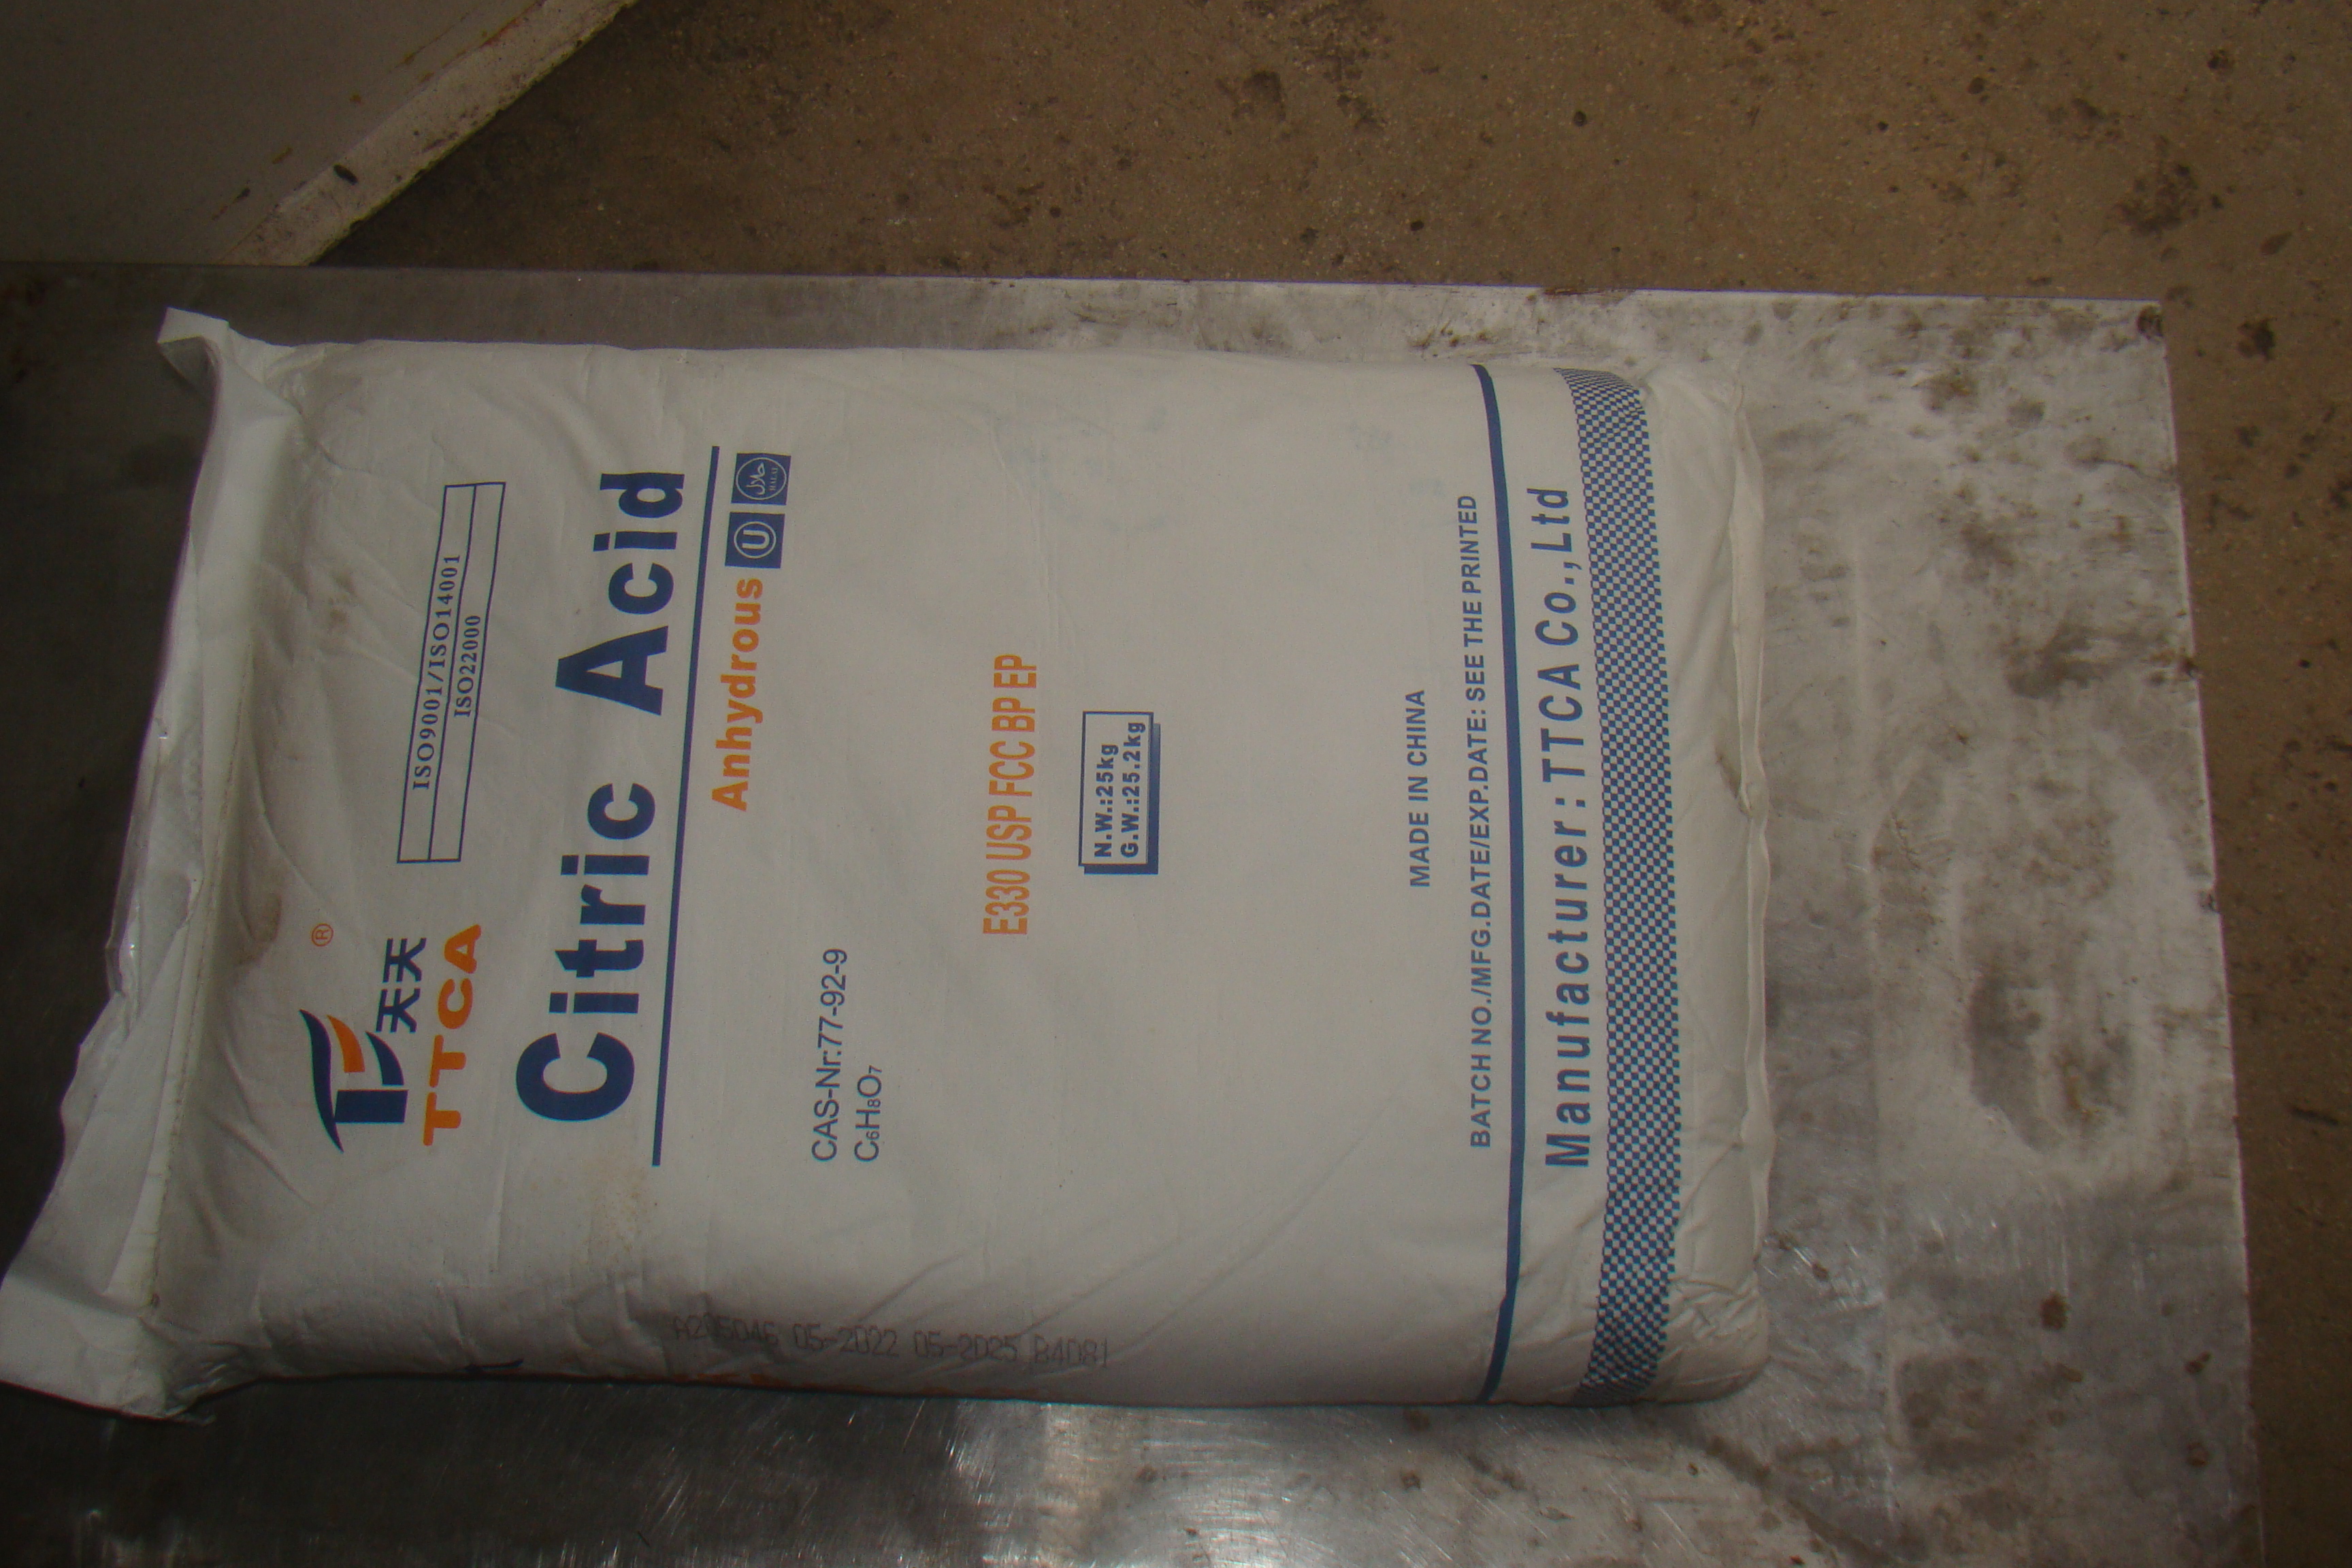 ®
天天
TTCA
ISO9001/ISO14001
ISO22000
Citric Acid
Anhydrous
U
حلال
HALAL
CAS-Nr:77-92-9
C₆H₈O₇
E330 USP FCC BP EP
N.W.:25kg
G.W.:25.2kg
MADE IN CHINA
BATCH NO./MFG.DATE/EXP.DATE: SEE THE PRINTED
Manufacturer: TTCA Co.,Ltd
05-2022 05-2025